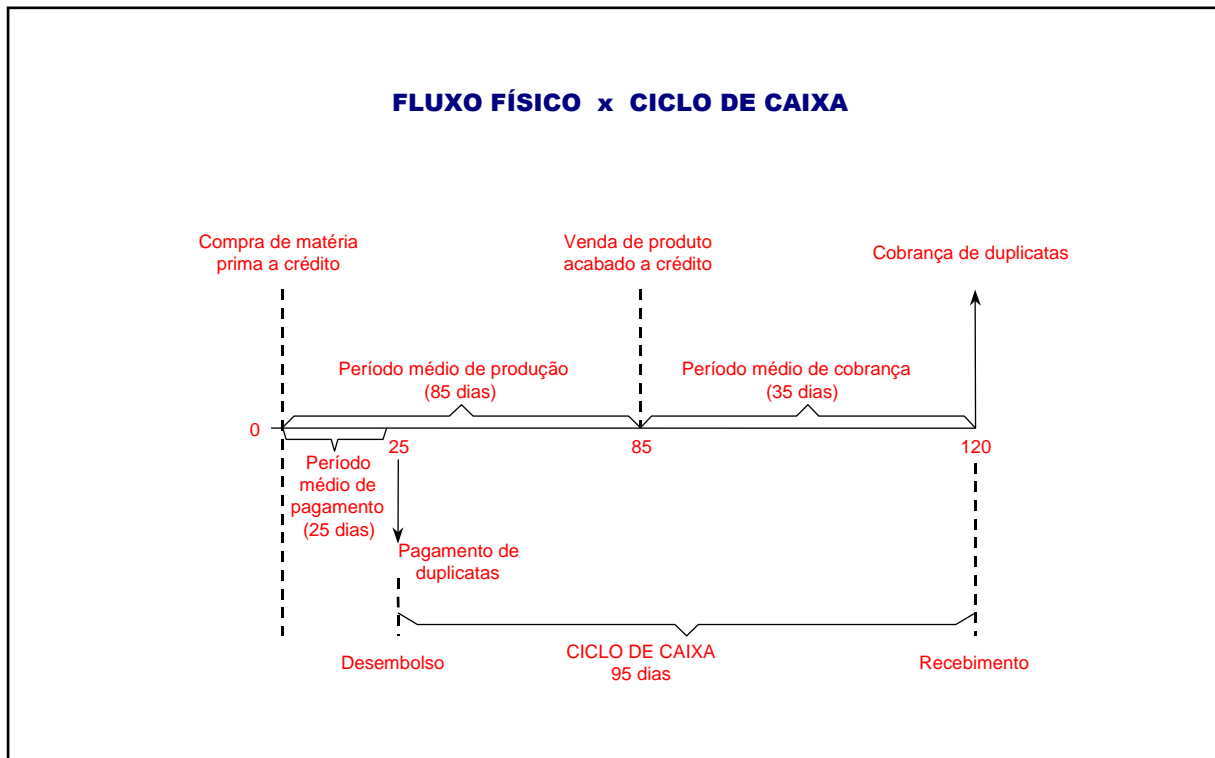 FLUXO FÍSICO x CICLO DE CAIXA
Compra de matéria
prima a crédito
Venda de produto
acabado a crédito
Cobrança de duplicatas
Período médio de produção
(85 dias)
Período médio de cobrança
(35 dias)
0
25
85
120
Período
médio de
pagamento
(25 dias)
Pagamento de
duplicatas
Desembolso
CICLO DE CAIXA
95 dias
Recebimento